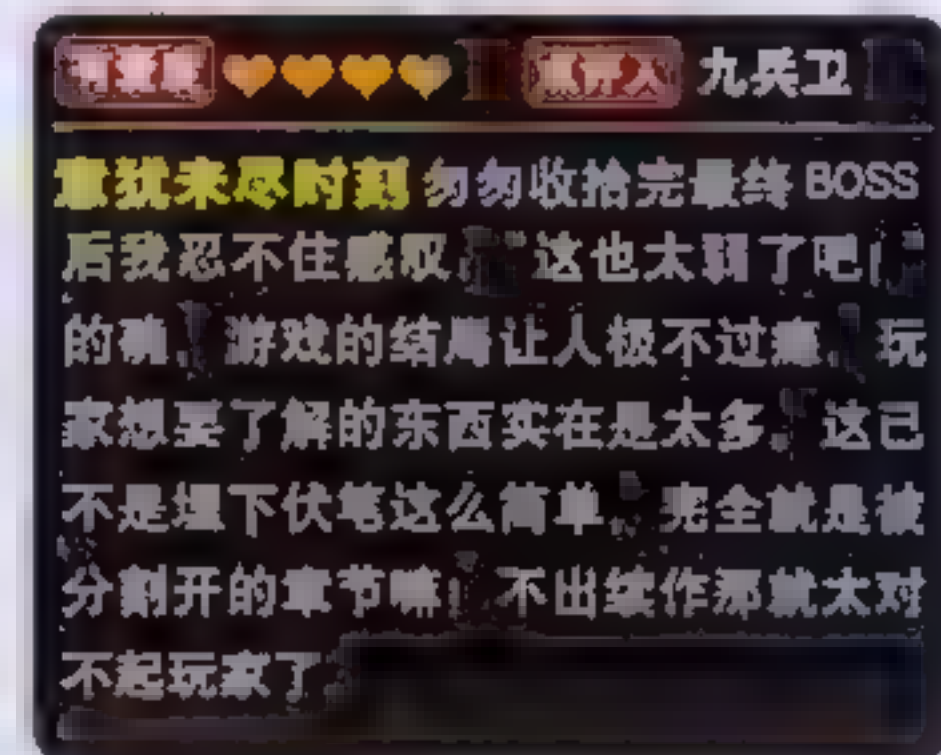 推荐度 推荐人 九兵卫
意犹未尽时刻 匆匆收拾完最终BOSS
后我忍不住感叹："这也太弱了吧！"
的确，游戏的结局让人极不过瘾，玩
家想要了解的东西实在是太多，这已
不是埋下伏笔这么简单，完全就是被
分割开的章节嘛！不出续作那就太对
不起玩家了